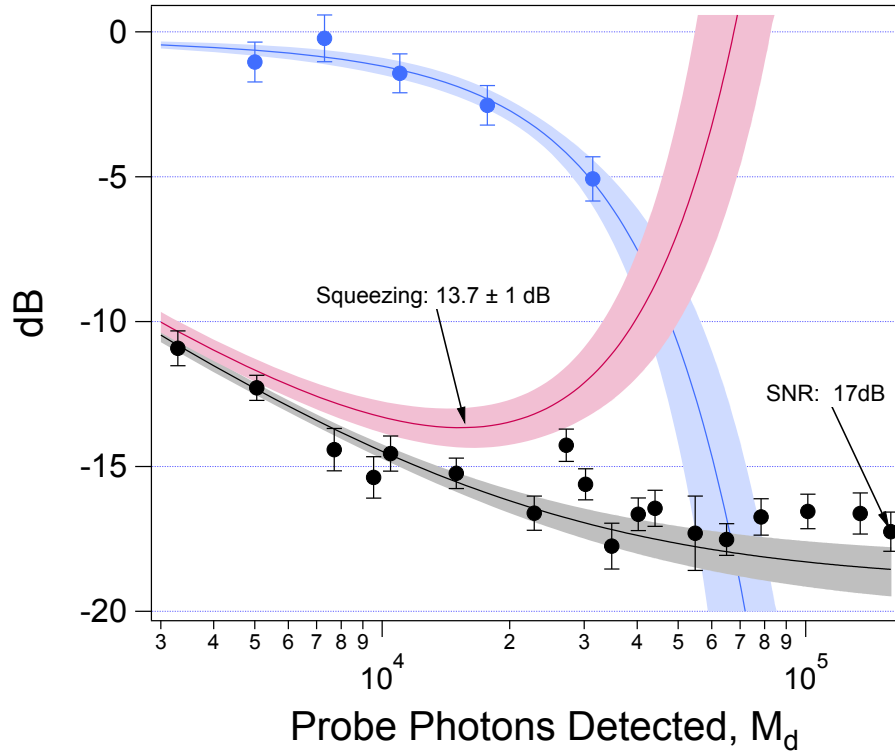 0
-5
-10
-15
-20
dB
Squeezing: 13.7 ± 1 dB
SNR: 17dB
3 4 5 6 7 8 9 2 3 4 5 6 7 8 9
10^4 10^5
Probe Photons Detected, M_d